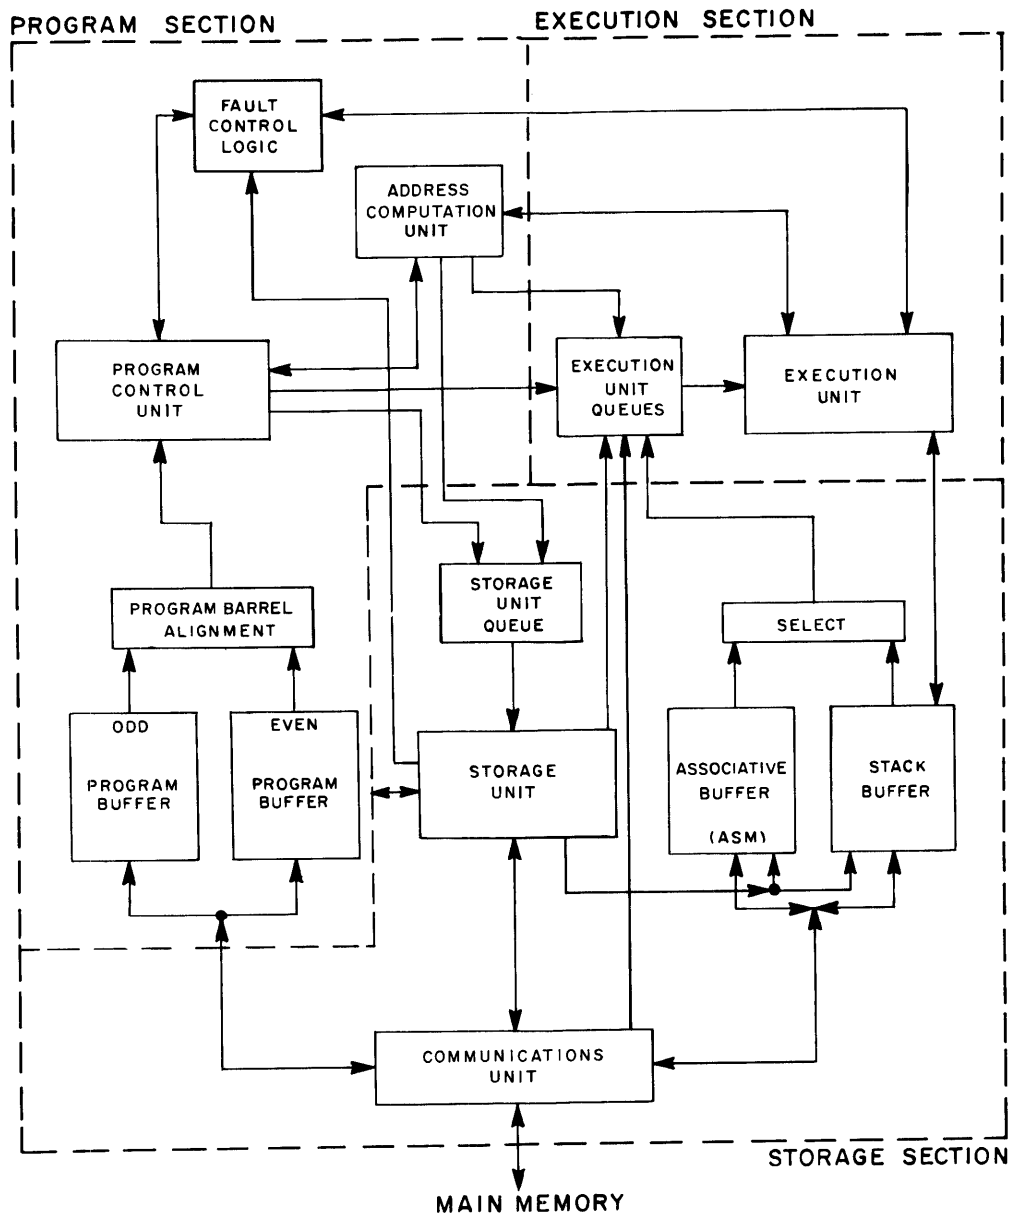 PROGRAM SECTION
EXECUTION SECTION
FAULT
CONTROL
LOGIC
ADDRESS
COMPUTATION
UNIT
PROGRAM
CONTROL
UNIT
EXECUTION
UNIT
QUEUES
EXECUTION
UNIT
PROGRAM BARREL
ALIGNMENT
STORAGE
UNIT
QUEUE
SELECT
ODD
PROGRAM
BUFFER
EVEN
PROGRAM
BUFFER
STORAGE
UNIT
ASSOCIATIVE
BUFFER
(ASM)
STACK
BUFFER
COMMUNICATIONS
UNIT
STORAGE SECTION
MAIN MEMORY